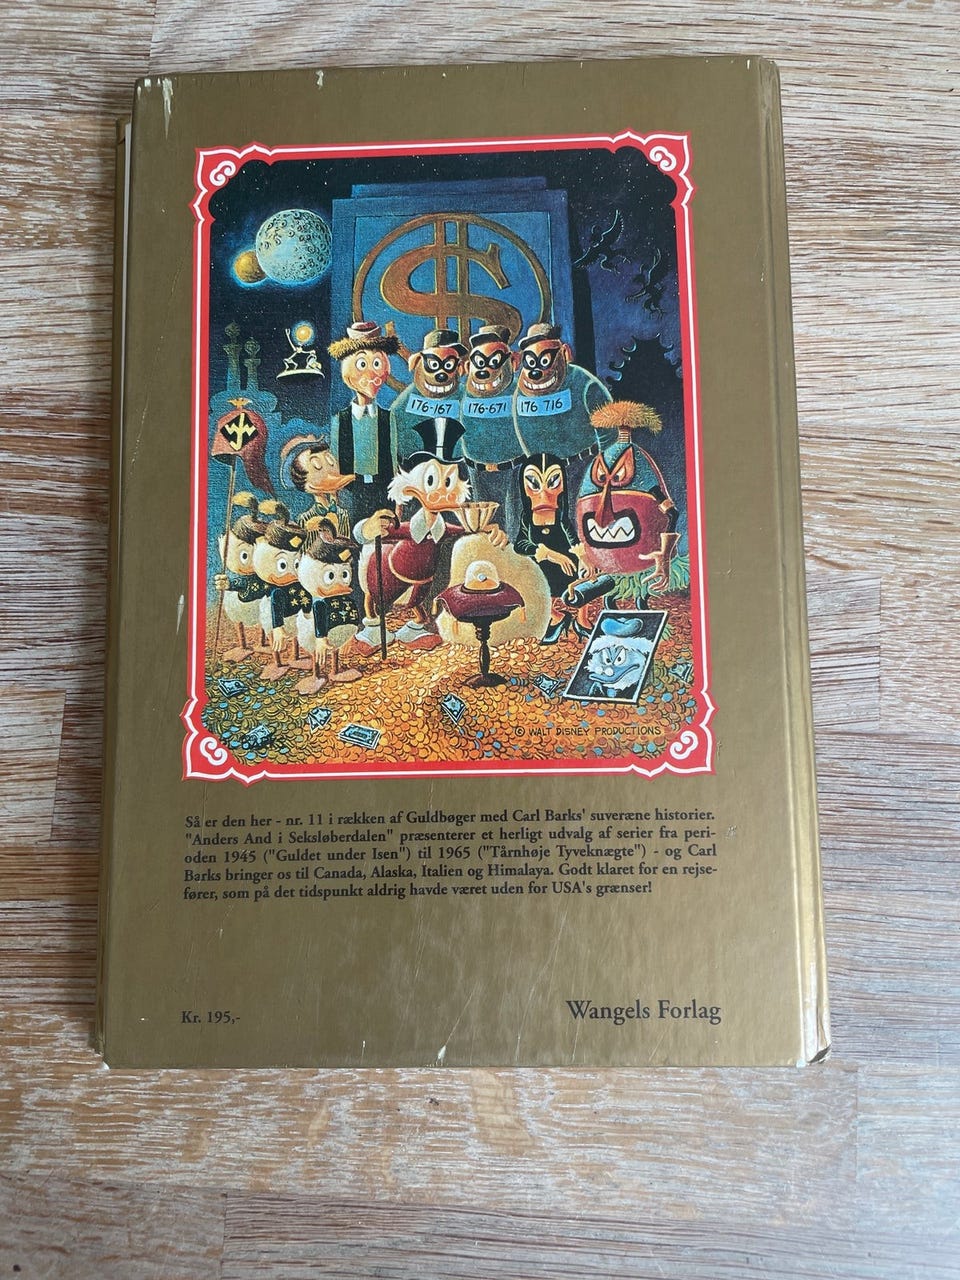 $
176-167 176-671 176 716
JW
© WALT DISNEY PRODUCTIONS
Så er den her - nr. 11 i rækken af Guldbøger med Carl Barks' suveræne historier.
"Anders And i Seksløberdalen" præsenterer et herligt udvalg af serier fra peri-
oden 1945 ("Guldet under Isen") til 1965 ("Tårnhøje Tyveknægte") - og Carl
Barks bringer os til Canada, Alaska, Italien og Himalaya. Godt klaret for en rejse-
fører, som på det tidspunkt aldrig havde været uden for USA's grænser!
Kr. 195,-
Wangels Forlag